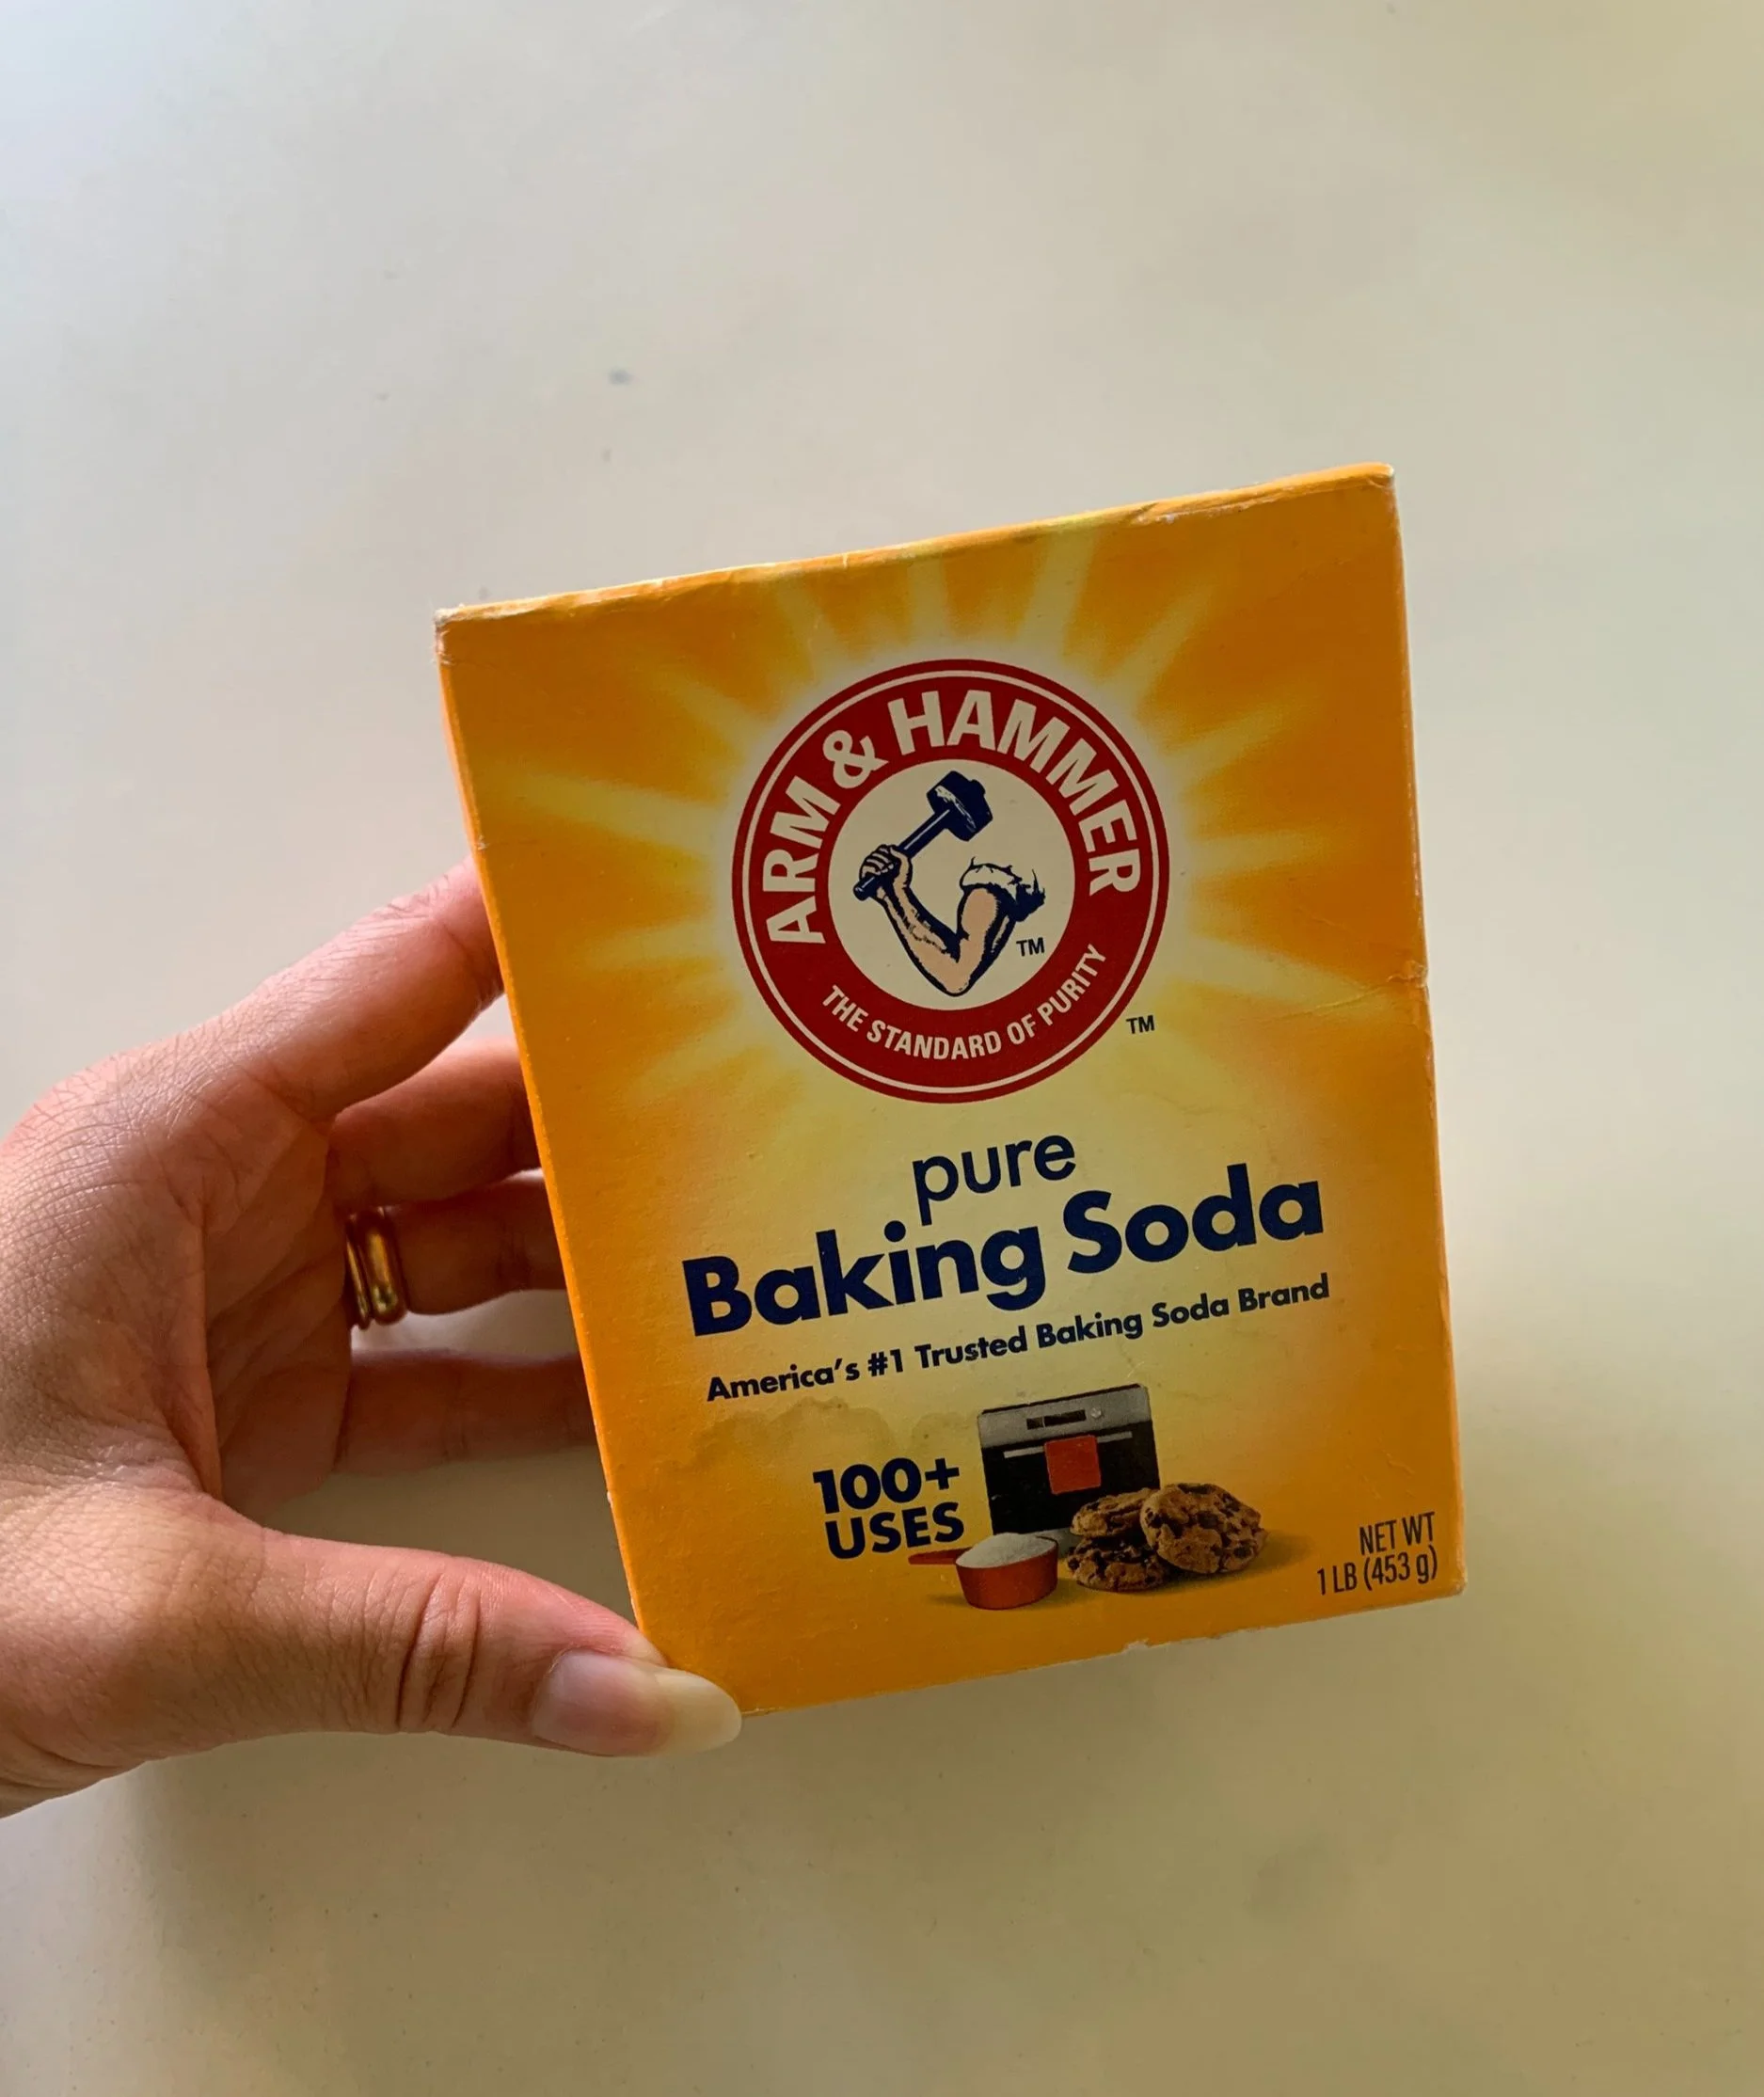 ARM & HAMMER
TM
THE STANDARD OF PURITY
TM
pure
Baking Soda
America's #1 Trusted Baking Soda Brand
100+
USES
NET WT
1 LB (453 g)